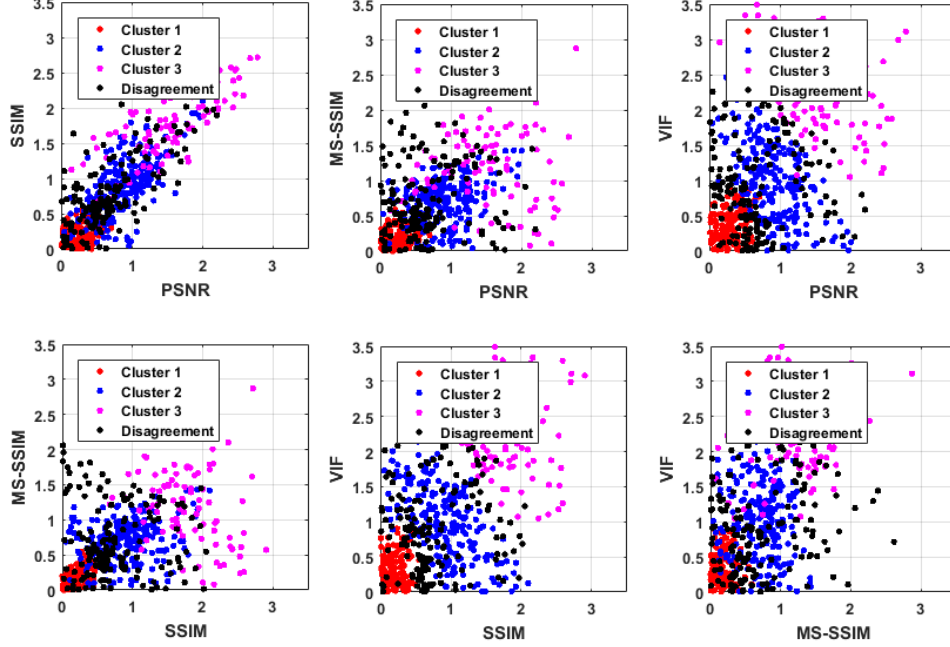 3.5
3
2.5
2
1.5
1
0.5
0
SSIM
Cluster 1
Cluster 2
Cluster 3
Disagreement
0 1 2 3
PSNR
3.5
3
2.5
2
1.5
1
0.5
0
MS-SSIM
Cluster 1
Cluster 2
Cluster 3
Disagreement
0 1 2 3
PSNR
3.5
3
2.5
2
1.5
1
0.5
0
VIF
Cluster 1
Cluster 2
Cluster 3
Disagreement
0 1 2 3
PSNR
3.5
3
2.5
2
1.5
1
0.5
0
MS-SSIM
Cluster 1
Cluster 2
Cluster 3
Disagreement
0 1 2 3
SSIM
3.5
3
2.5
2
1.5
1
0.5
0
VIF
Cluster 1
Cluster 2
Cluster 3
Disagreement
0 1 2 3
SSIM
3.5
3
2.5
2
1.5
1
0.5
0
VIF
Cluster 1
Cluster 2
Cluster 3
Disagreement
0 1 2 3
MS-SSIM